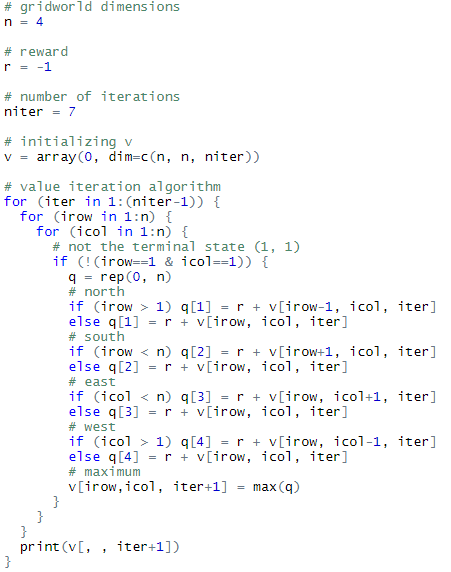 # gridworld dimensions
n = 4
# reward
r = -1
# number of iterations
niter = 7
# initializing v
v = array(0, dim=c(n, n, niter))
# value iteration algorithm
for (iter in 1:(niter-1)) {
  for (irow in 1:n) {
    for (icol in 1:n) {
      # not the terminal state (1, 1)
      if (!(irow==1 & icol==1)) {
        q = rep(0, n)
        # north
        if (irow > 1) q[1] = r + v[irow-1, icol, iter]
        else q[1] = r + v[irow, icol, iter]
        # south
        if (irow < n) q[2] = r + v[irow+1, icol, iter]
        else q[2] = r + v[irow, icol, iter]
        # east
        if (icol < n) q[3] = r + v[irow, icol+1, iter]
        else q[3] = r + v[irow, icol, iter]
        # west
        if (icol > 1) q[4] = r + v[irow, icol-1, iter]
        else q[4] = r + v[irow, icol, iter]
        # maximum
        v[irow,icol, iter+1] = max(q)
      }
    }
  }
  print(v[, , iter+1])
}